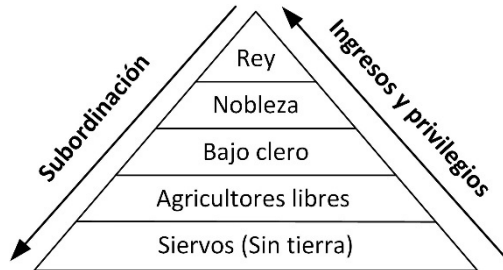 Subordinación
Ingresos y privilegios
Rey
Nobleza
Bajo clero
Agricultores libres
Siervos (Sin tierra)